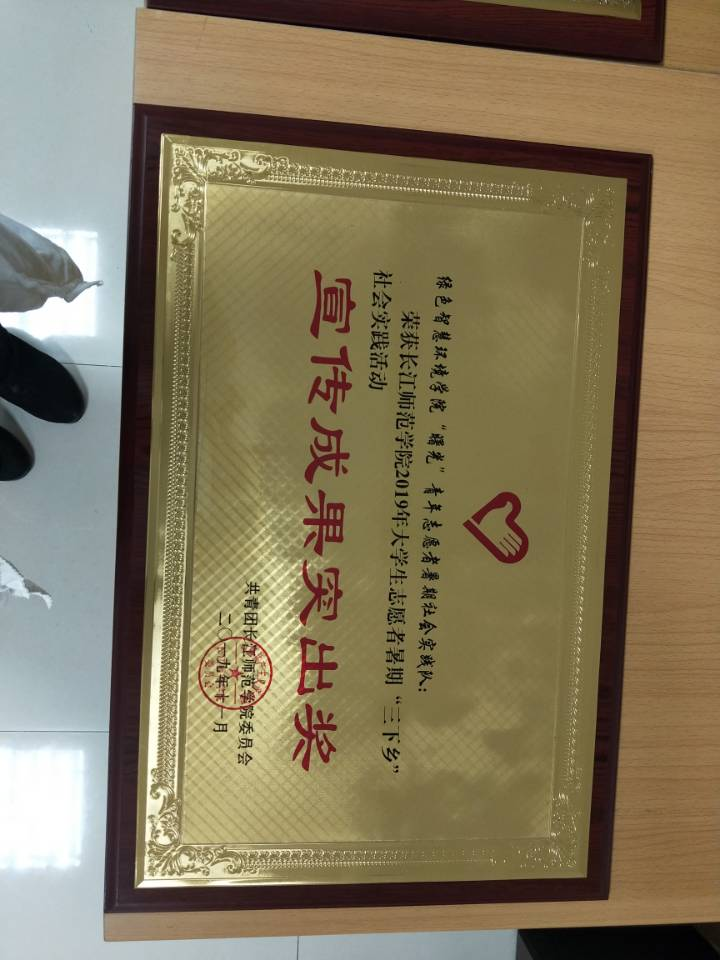 绿色智慧环境学院“曙光”青年志愿者暑期社会实践队：
荣获长江师范学院2019年大学生志愿者暑期“三下乡”
社会实践活动
宣传成果突出奖
共青团长江师范学院委员会
二〇一九年十一月